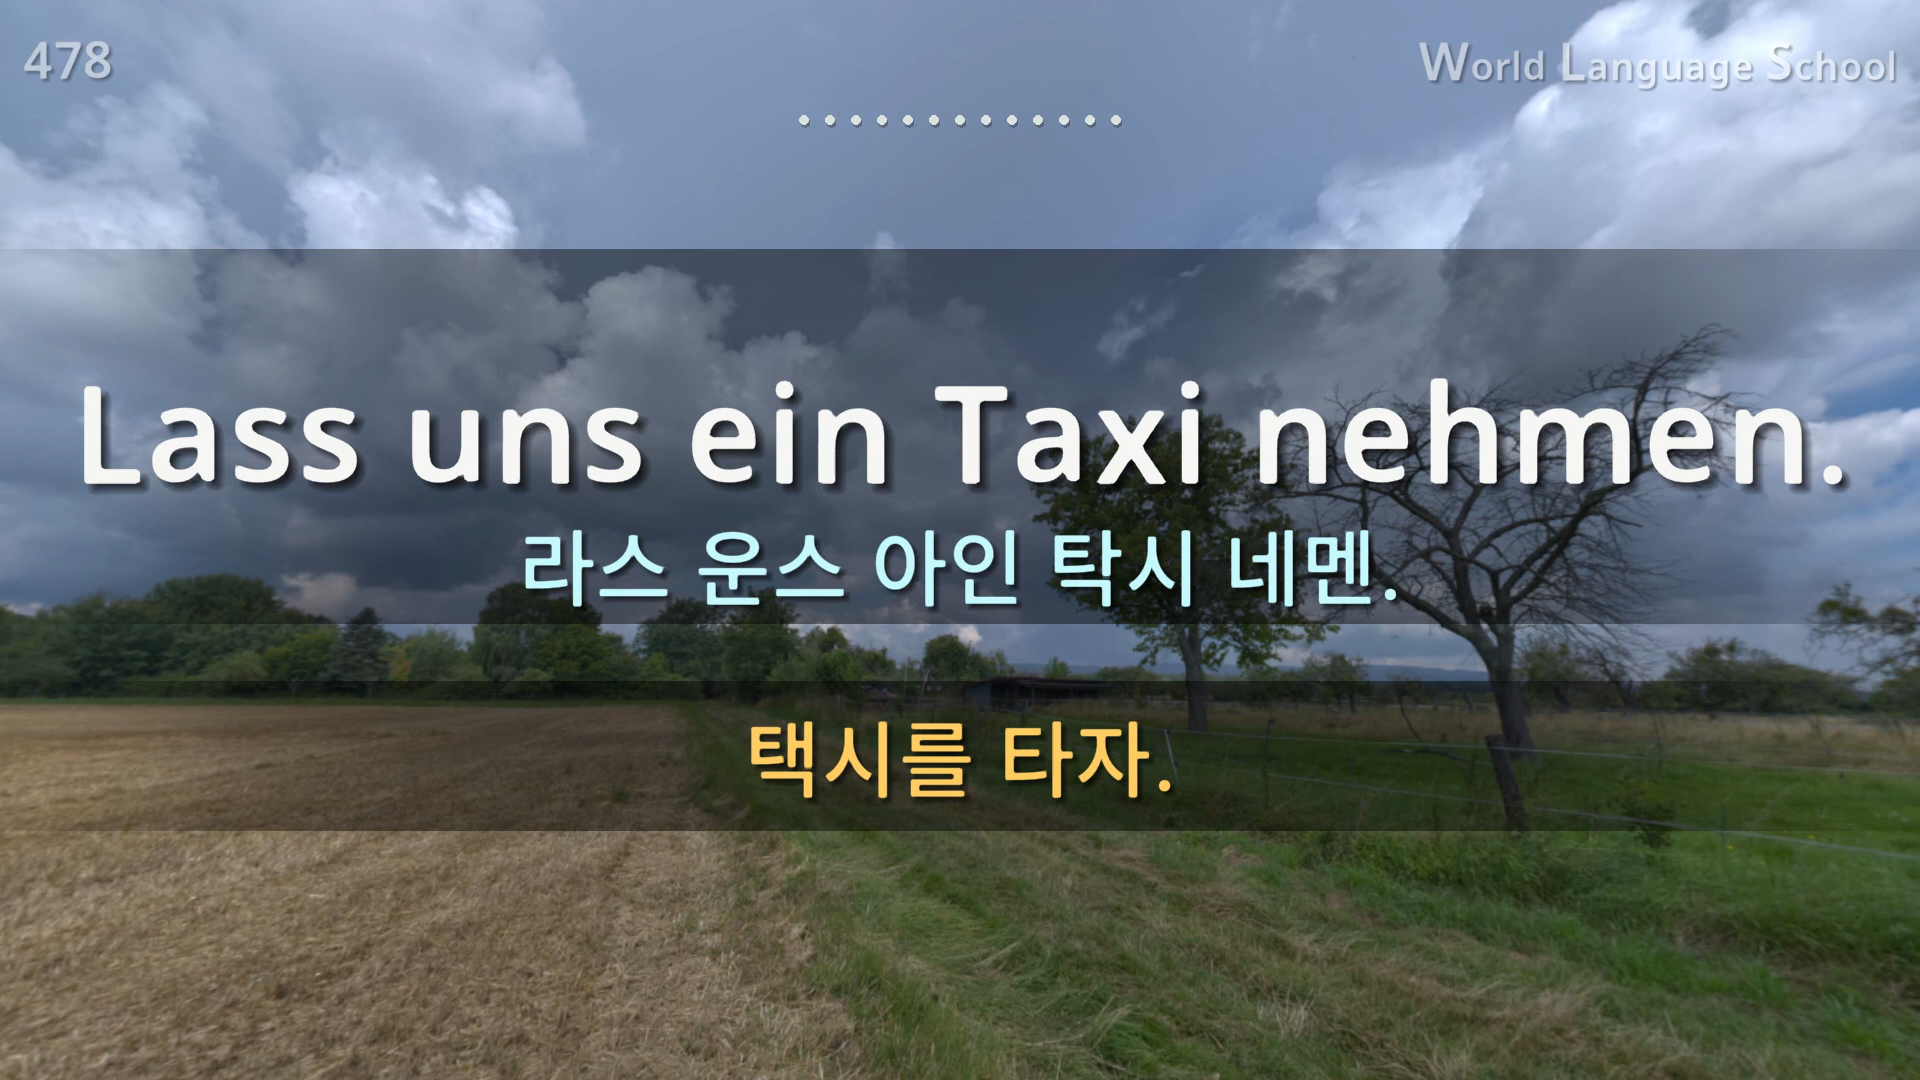 478
World Language School
Lass uns ein Taxi nehmen.
라스 운스 아인 탁시 네멘.
택시를 타자.